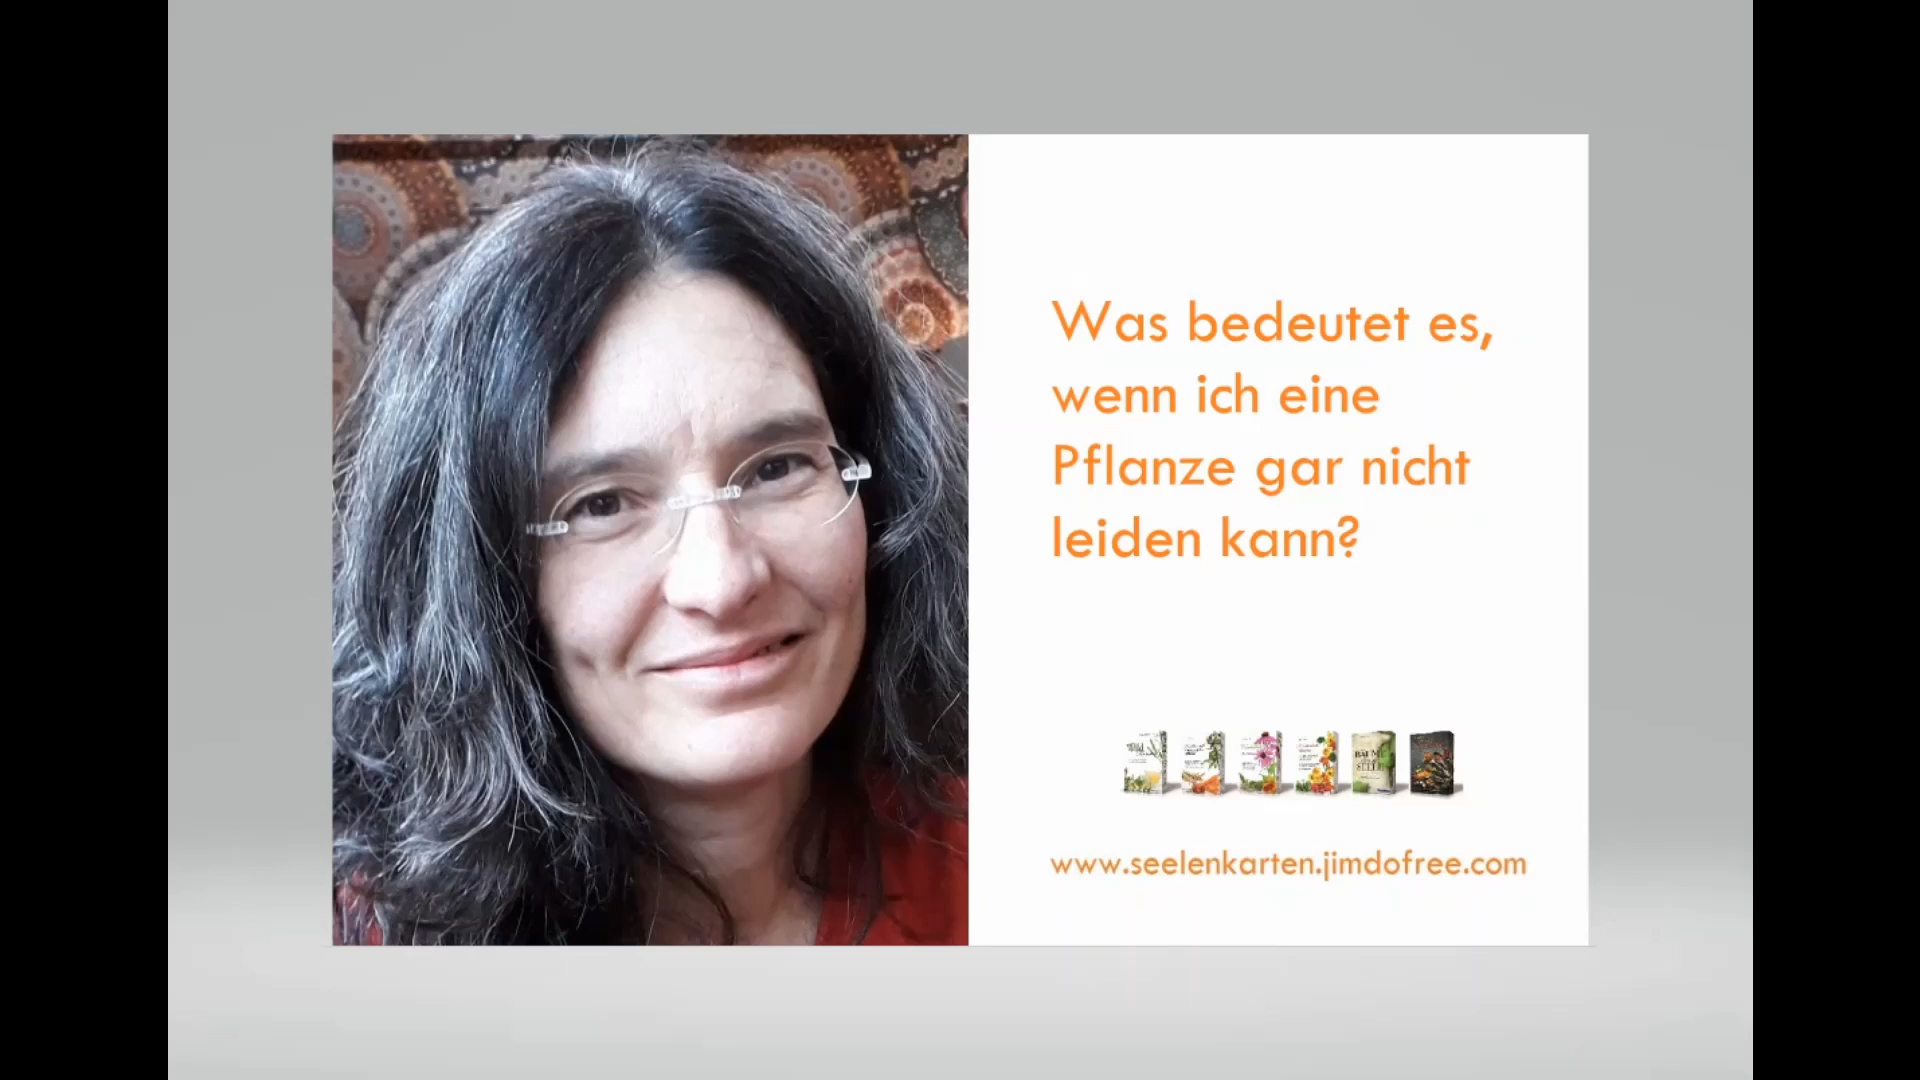 Was bedeutet es,
wenn ich eine
Pflanze gar nicht
leiden kann?
www.seelenkarten.jimdofree.com